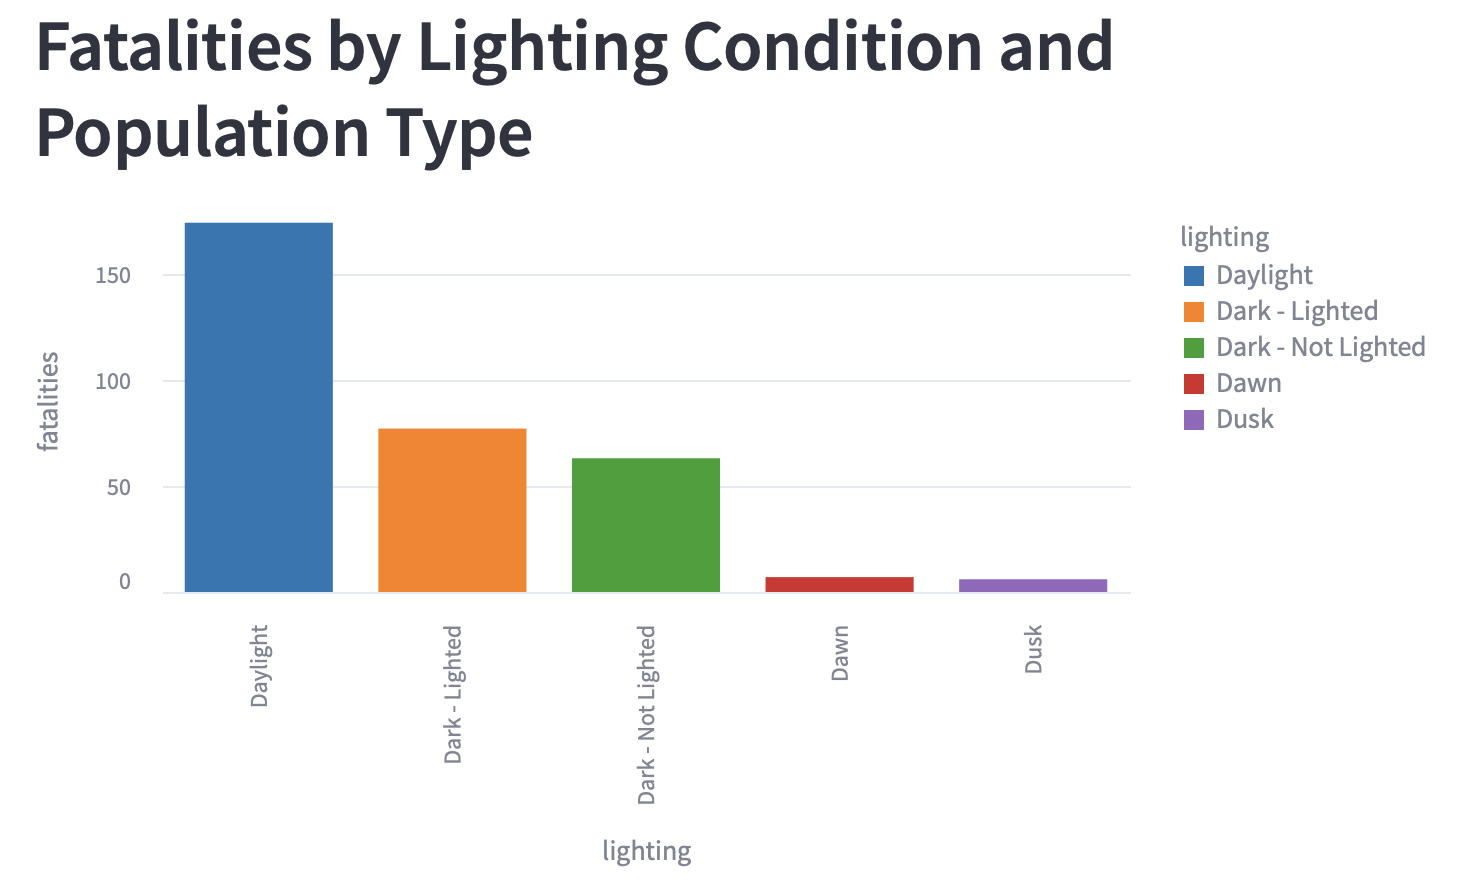 Fatalities by Lighting Condition and
Population Type
fatalities
150
100
50
0
Daylight
Dark - Lighted
Dark - Not Lighted
Dawn
Dusk
lighting
lighting
Daylight
Dark - Lighted
Dark - Not Lighted
Dawn
Dusk